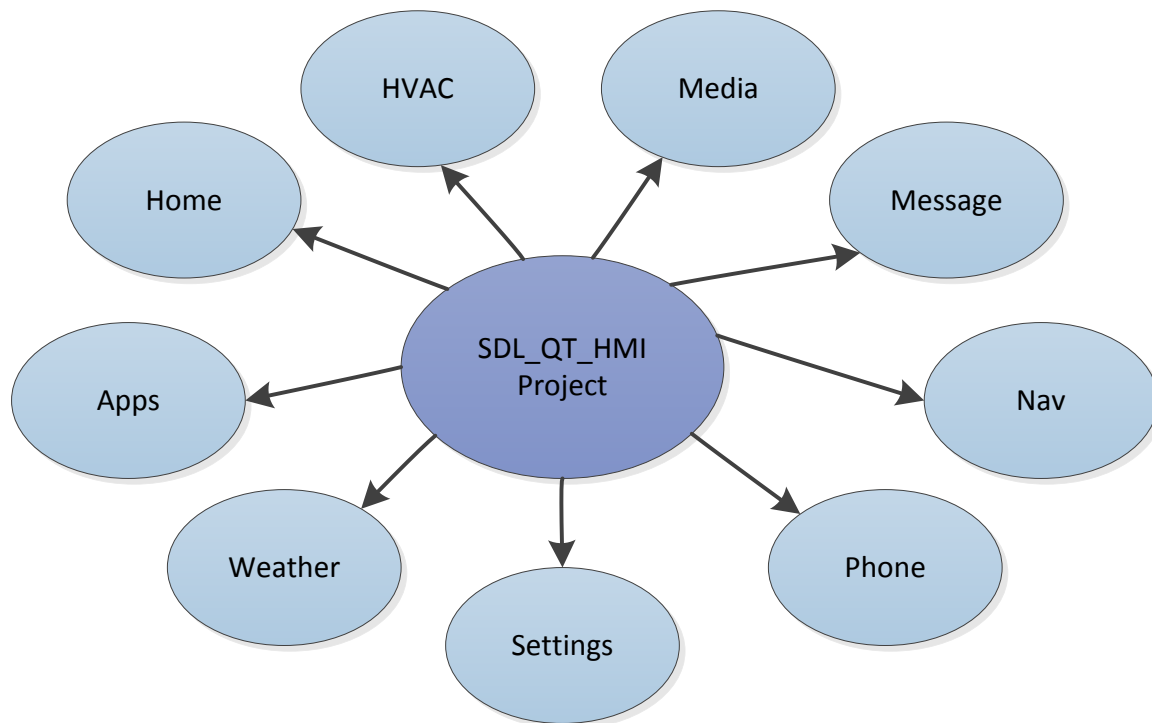 HVAC
Media
Home
Message
SDL_QT_HMI
Project
Apps
Nav
Weather
Phone
Settings